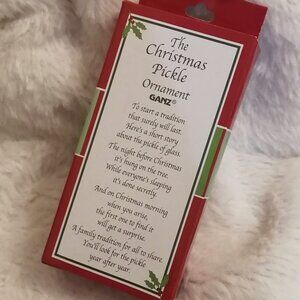 The
Christmas
Pickle
Ornament
GANZ®
To start a tradition
that surely will last.
Here's a short story
about the pickle of glass.
The night before Christmas
it's hung on the tree.
While everyone's sleeping
it's done secretly.
And on Christmas morning
when you arise,
the first one to find it
will get a surprise.
A family tradition for all to share.
You'll look for the pickle
year after year.